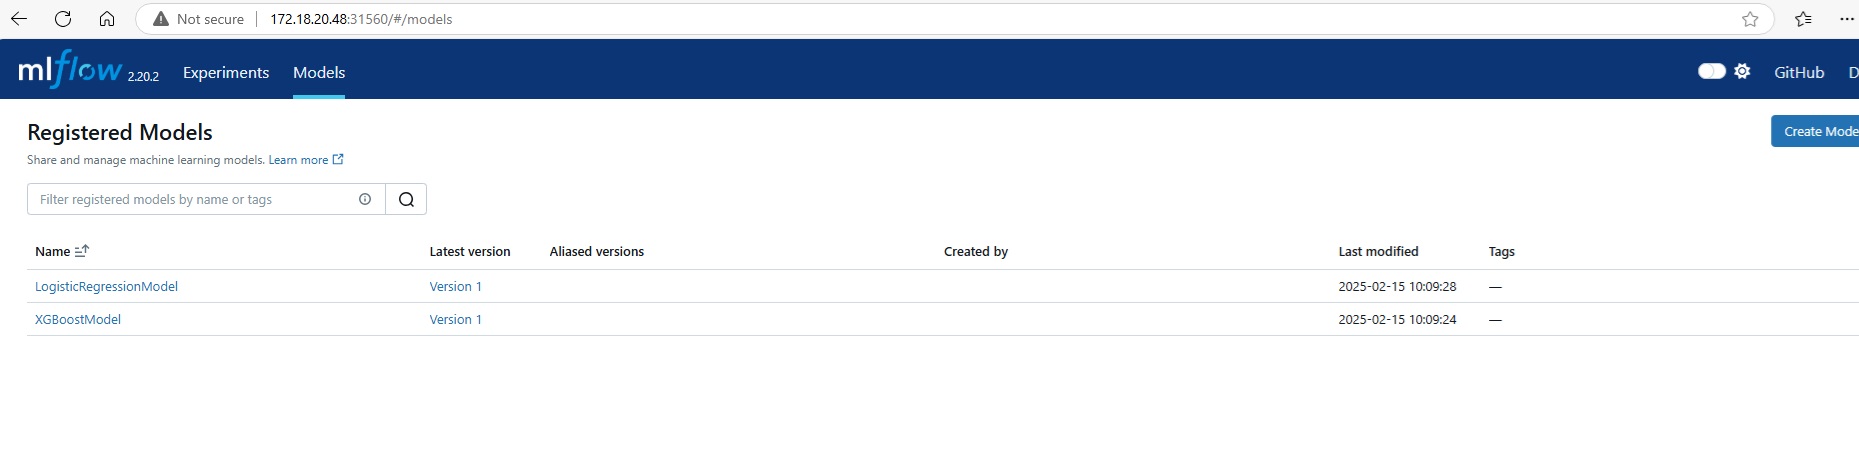 Not secure 172.18.20.48:31560/#/models
mlflow 2.20.2 Experiments Models GitHub D
Registered Models
Create Mode
Share and manage machine learning models. Learn more
Filter registered models by name or tags
Name Latest version Aliased versions Created by Last modified Tags
LogisticRegressionModel Version 1 2025-02-15 10:09:28 —
XGBoostModel Version 1 2025-02-15 10:09:24 —